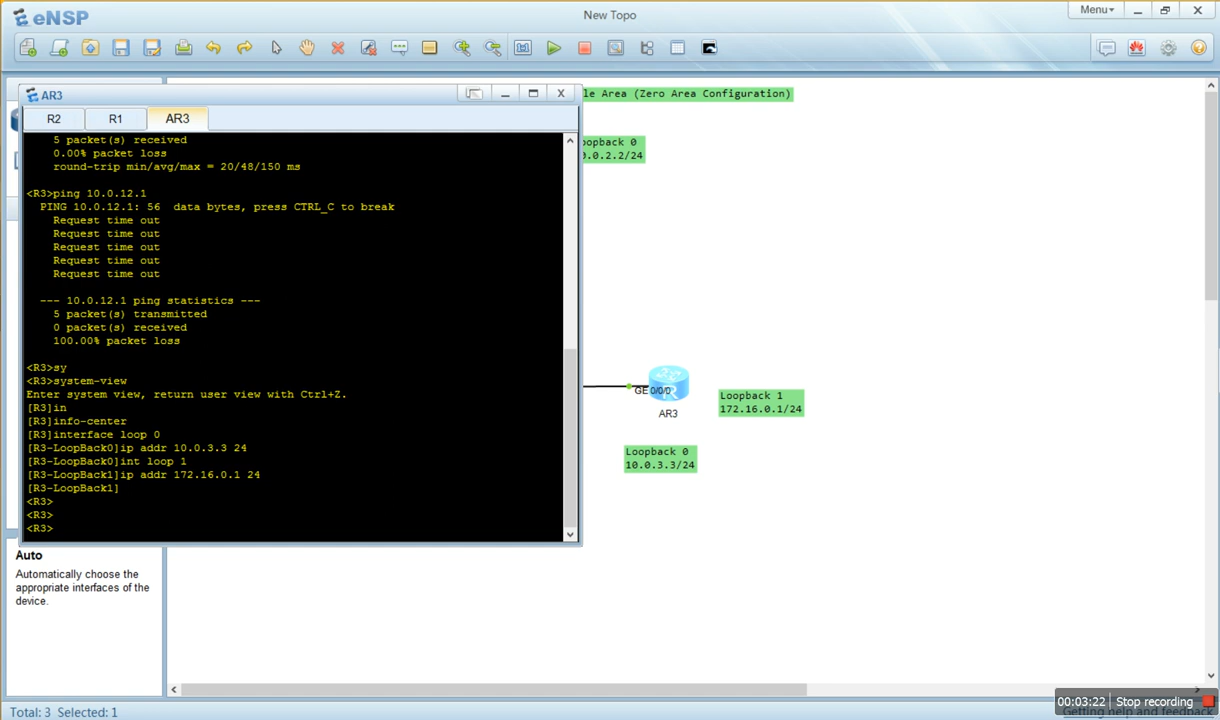 eNSP
New Topo
Menu
AR3
R2
R1
AR3
5 packet(s) received
0.00% packet loss
round-trip min/avg/max = 20/48/150 ms
<R3>ping 10.0.12.1
PING 10.0.12.1: 56  data bytes, press CTRL_C to break
Request time out
Request time out
Request time out
Request time out
Request time out
--- 10.0.12.1 ping statistics ---
5 packet(s) transmitted
0 packet(s) received
100.00% packet loss
<R3>sy
<R3>system-view
Enter system view, return user view with Ctrl+Z.
[R3]in
[R3]info-center
[R3]interface loop 0
[R3-LoopBack0]ip addr 10.0.3.3 24
[R3-LoopBack0]int loop 1
[R3-LoopBack1]ip addr 172.16.0.1 24
[R3-LoopBack1]
<R3>
<R3>
<R3>
le Area (Zero Area Configuration)
oopback 0
.0.2.2/24
GE 0/0/0
AR3
Loopback 1
172.16.0.1/24
Loopback 0
10.0.3.3/24
Auto
Automatically choose the
appropriate interfaces of the
device.
Total: 3 Selected: 1
00:03:22
Stop recording
Getting help and feedback